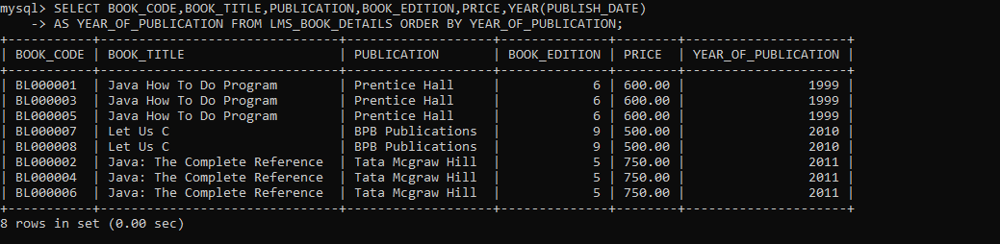 mysql> SELECT BOOK_CODE,BOOK_TITLE,PUBLICATION,BOOK_EDITION,PRICE,YEAR(PUBLISH_DATE)
    -> AS YEAR_OF_PUBLICATION FROM LMS_BOOK_DETAILS ORDER BY YEAR_OF_PUBLICATION;
+-----------+------------------------------+-------------------+--------------+--------+---------------------+
| BOOK_CODE | BOOK_TITLE                   | PUBLICATION       | BOOK_EDITION | PRICE  | YEAR_OF_PUBLICATION |
+-----------+------------------------------+-------------------+--------------+--------+---------------------+
| BL000001  | Java How To Do Program       | Prentice Hall     |            6 | 600.00 |                1999 |
| BL000003  | Java How To Do Program       | Prentice Hall     |            6 | 600.00 |                1999 |
| BL000005  | Java How To Do Program       | Prentice Hall     |            6 | 600.00 |                1999 |
| BL000007  | Let Us C                     | BPB Publications  |            9 | 500.00 |                2010 |
| BL000008  | Let Us C                     | BPB Publications  |            9 | 500.00 |                2010 |
| BL000002  | Java: The Complete Reference | Tata Mcgraw Hill  |            5 | 750.00 |                2011 |
| BL000004  | Java: The Complete Reference | Tata Mcgraw Hill  |            5 | 750.00 |                2011 |
| BL000006  | Java: The Complete Reference | Tata Mcgraw Hill  |            5 | 750.00 |                2011 |
+-----------+------------------------------+-------------------+--------------+--------+---------------------+
8 rows in set (0.00 sec)